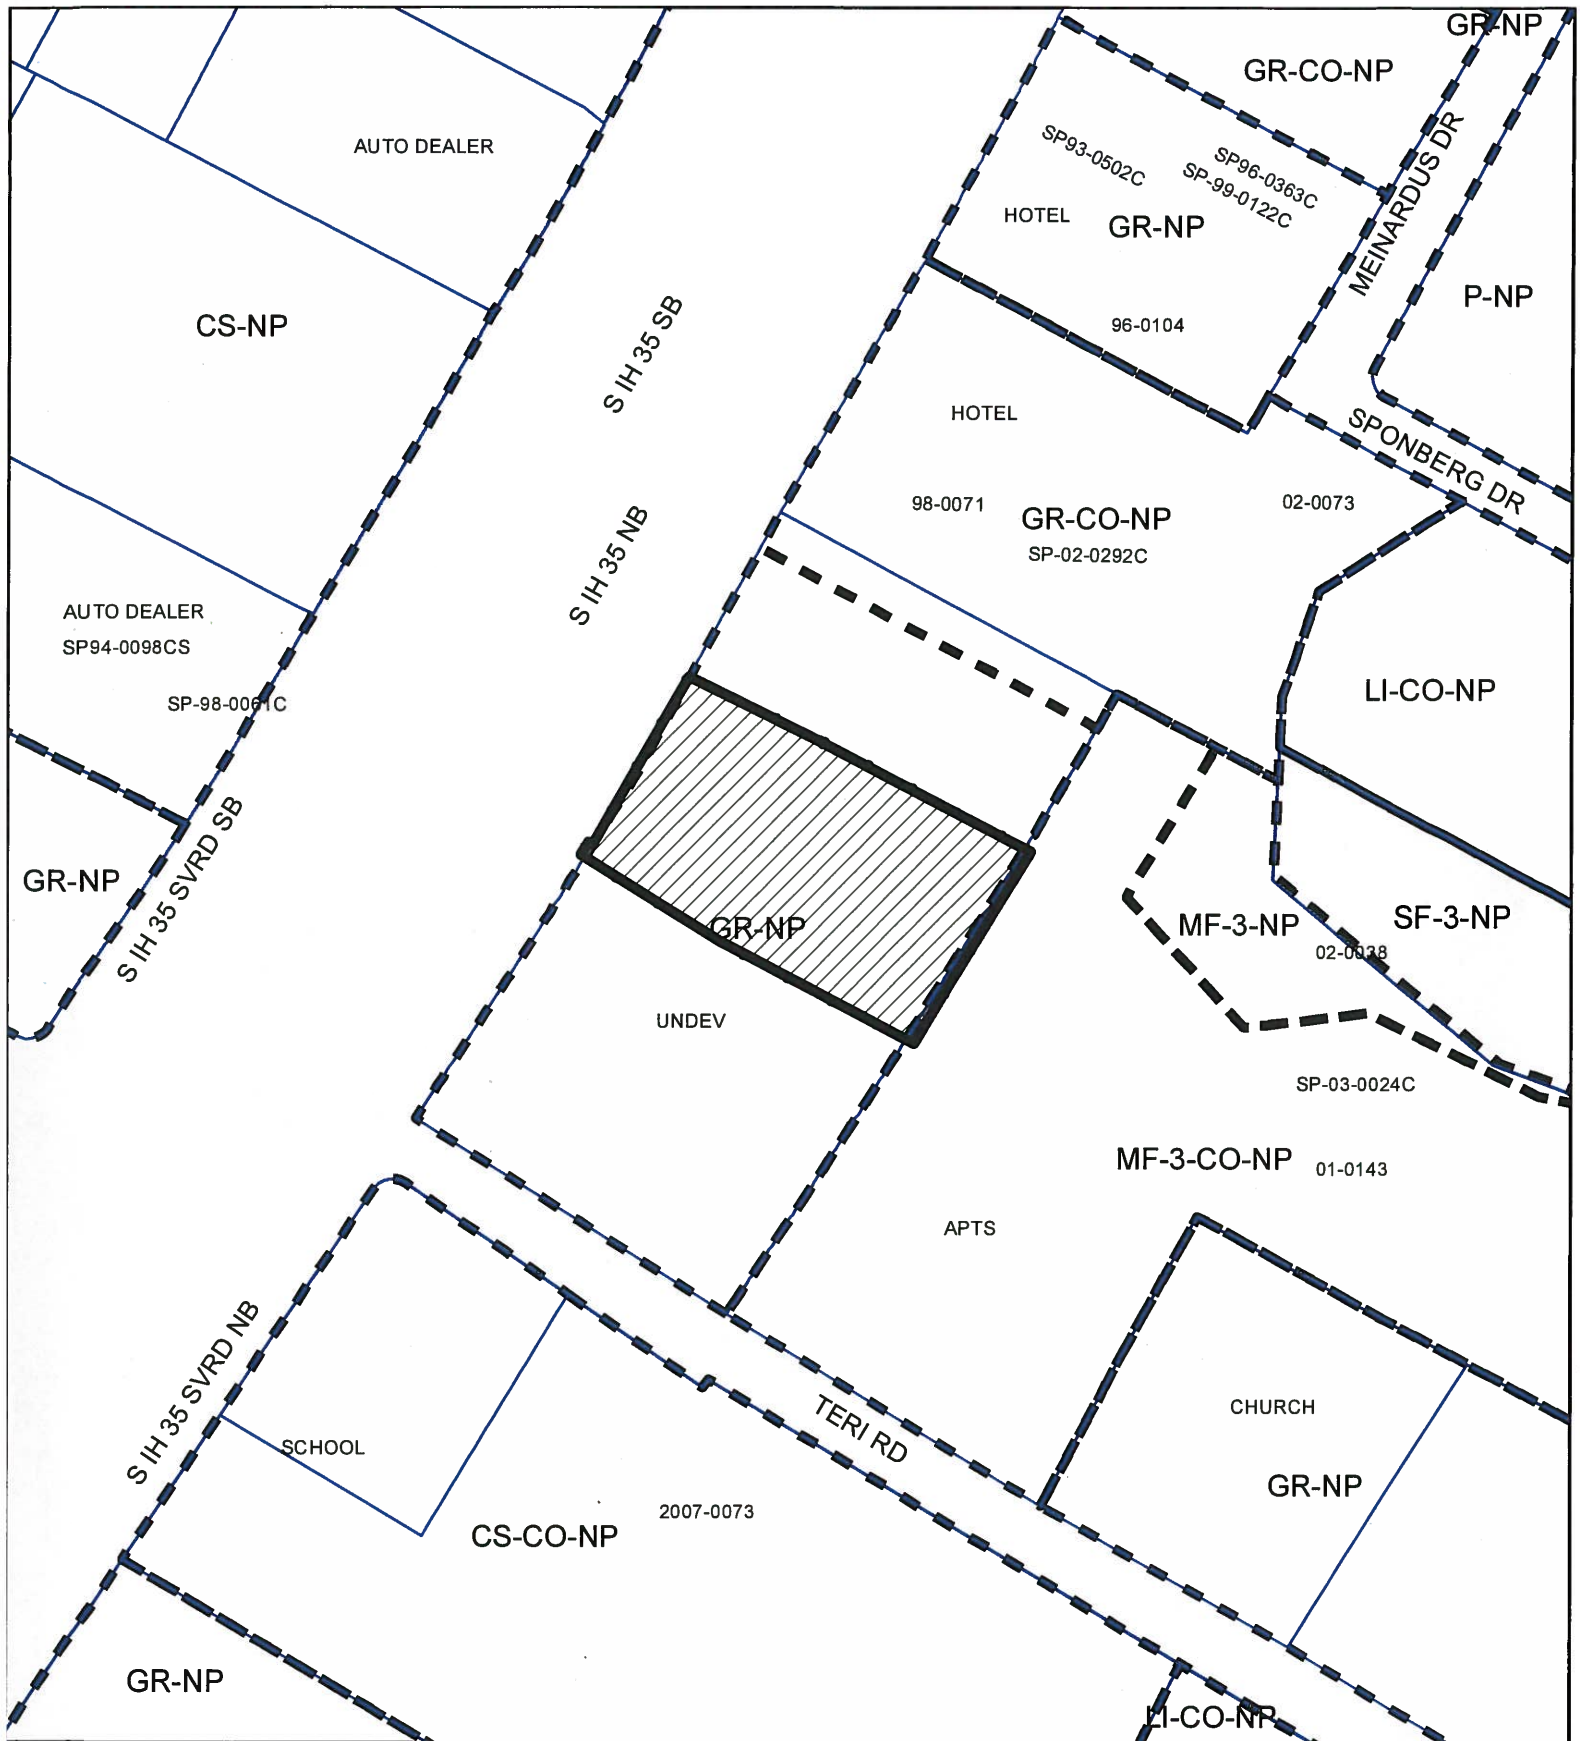 GR-NP
GR-CO-NP
AUTO DEALER
MEINARDUS DR
SP93-0502C
SP96-0363C
SP-99-0122C
HOTEL
GR-NP
P-NP
CS-NP
96-0104
S IH 35 SB
HOTEL
SPONBERG DR
98-0071
02-0073
GR-CO-NP
SP-02-0292C
S IH 35 NB
AUTO DEALER
SP94-0098CS
SP-98-0061C
LI-CO-NP
GR-NP
S IH 35 SVRD SB
GR-NP
MF-3-NP
SF-3-NP
02-0038
UNDEV
SP-03-0024C
MF-3-CO-NP
01-0143
APTS
S IH 35 SVRD NB
TERI RD
CHURCH
SCHOOL
GR-NP
2007-0073
CS-CO-NP
GR-NP
LI-CO-NP